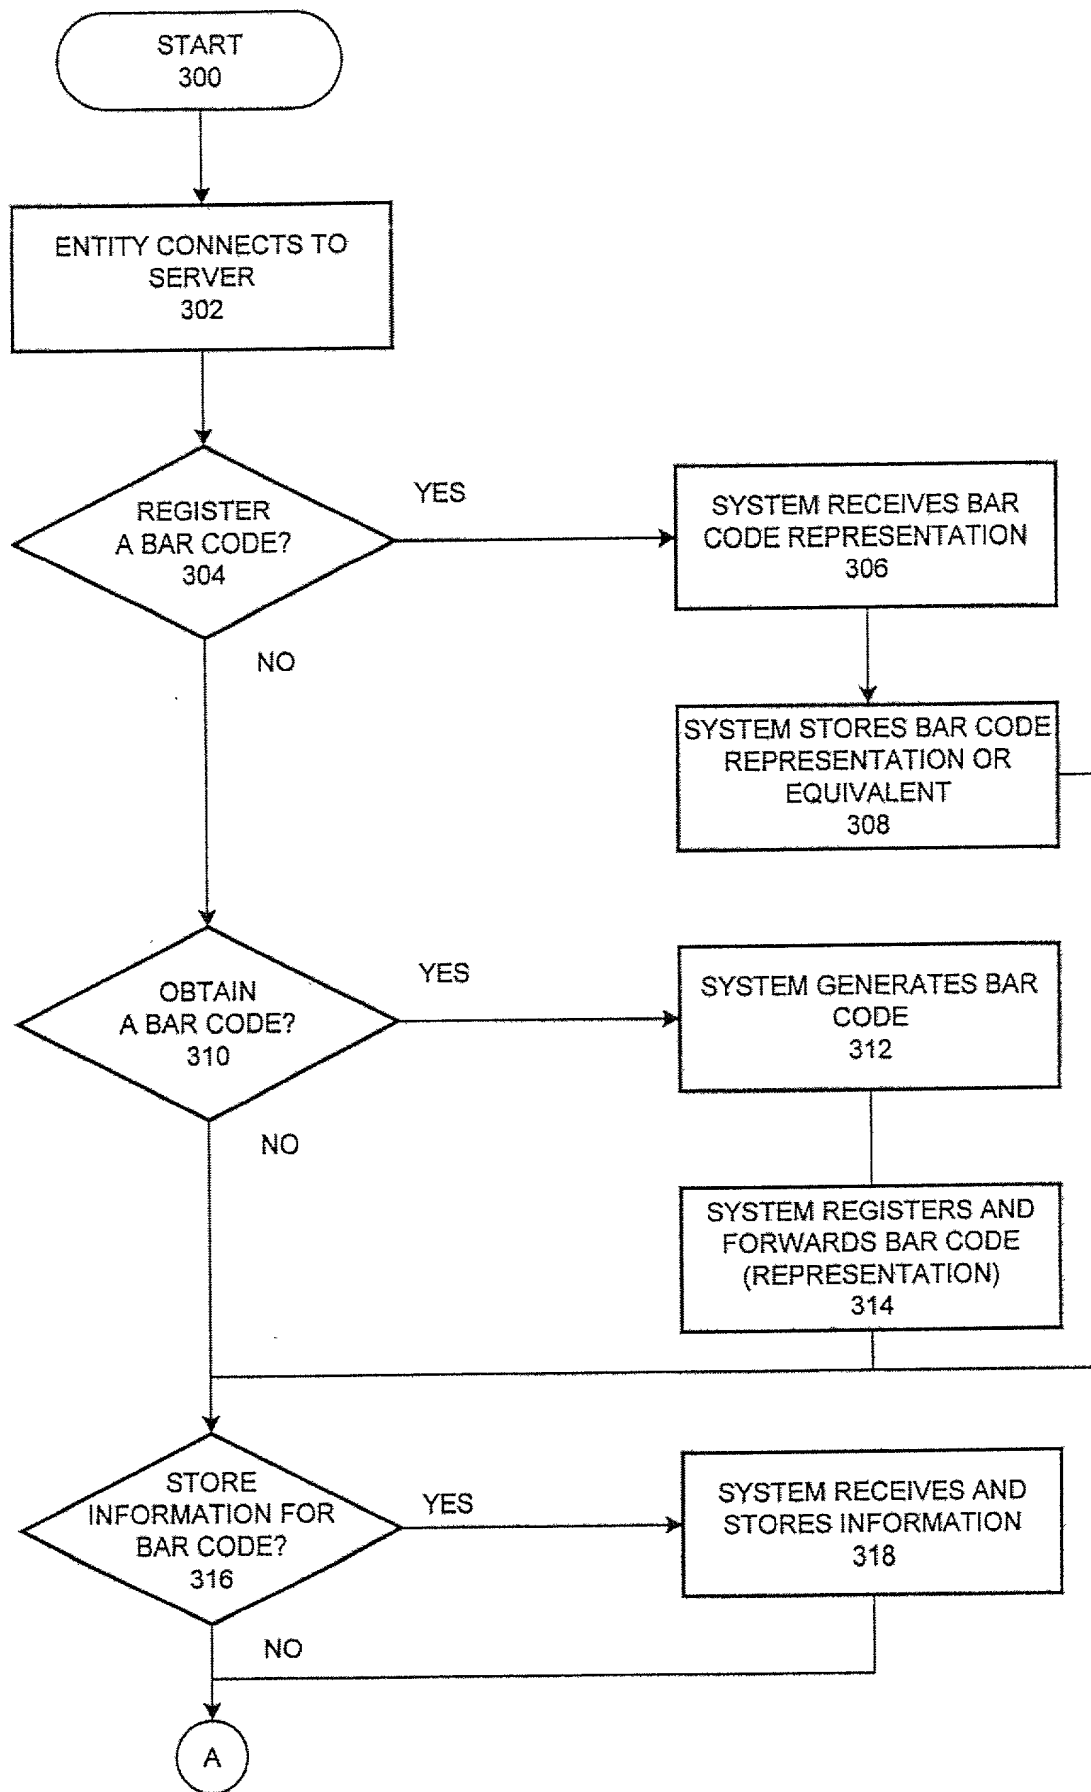 START
300
ENTITY CONNECTS TO
SERVER
302
REGISTER
A BAR CODE?
304
YES
SYSTEM RECEIVES BAR
CODE REPRESENTATION
306
NO
SYSTEM STORES BAR CODE
REPRESENTATION OR
EQUIVALENT
308
OBTAIN
A BAR CODE?
310
YES
SYSTEM GENERATES BAR
CODE
312
NO
SYSTEM REGISTERS AND
FORWARDS BAR CODE
(REPRESENTATION)
314
STORE
INFORMATION FOR
BAR CODE?
316
YES
SYSTEM RECEIVES AND
STORES INFORMATION
318
NO
A